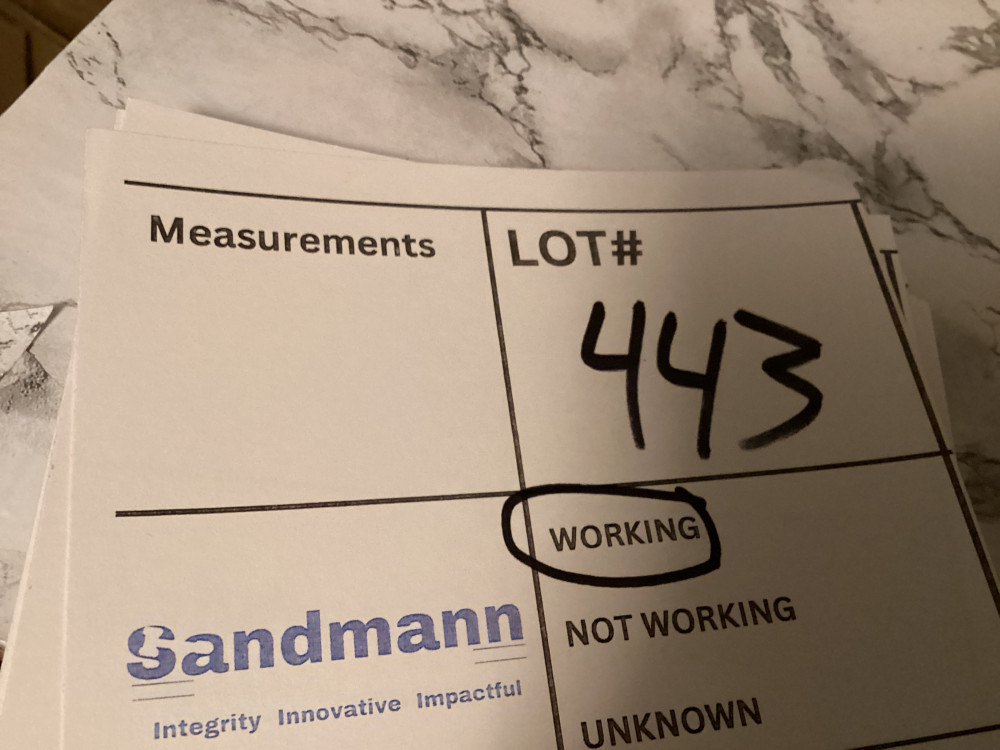 Measurements
LOT#
443
WORKING
NOT WORKING
UNKNOWN
Sandmann
Integrity Innovative Impactful